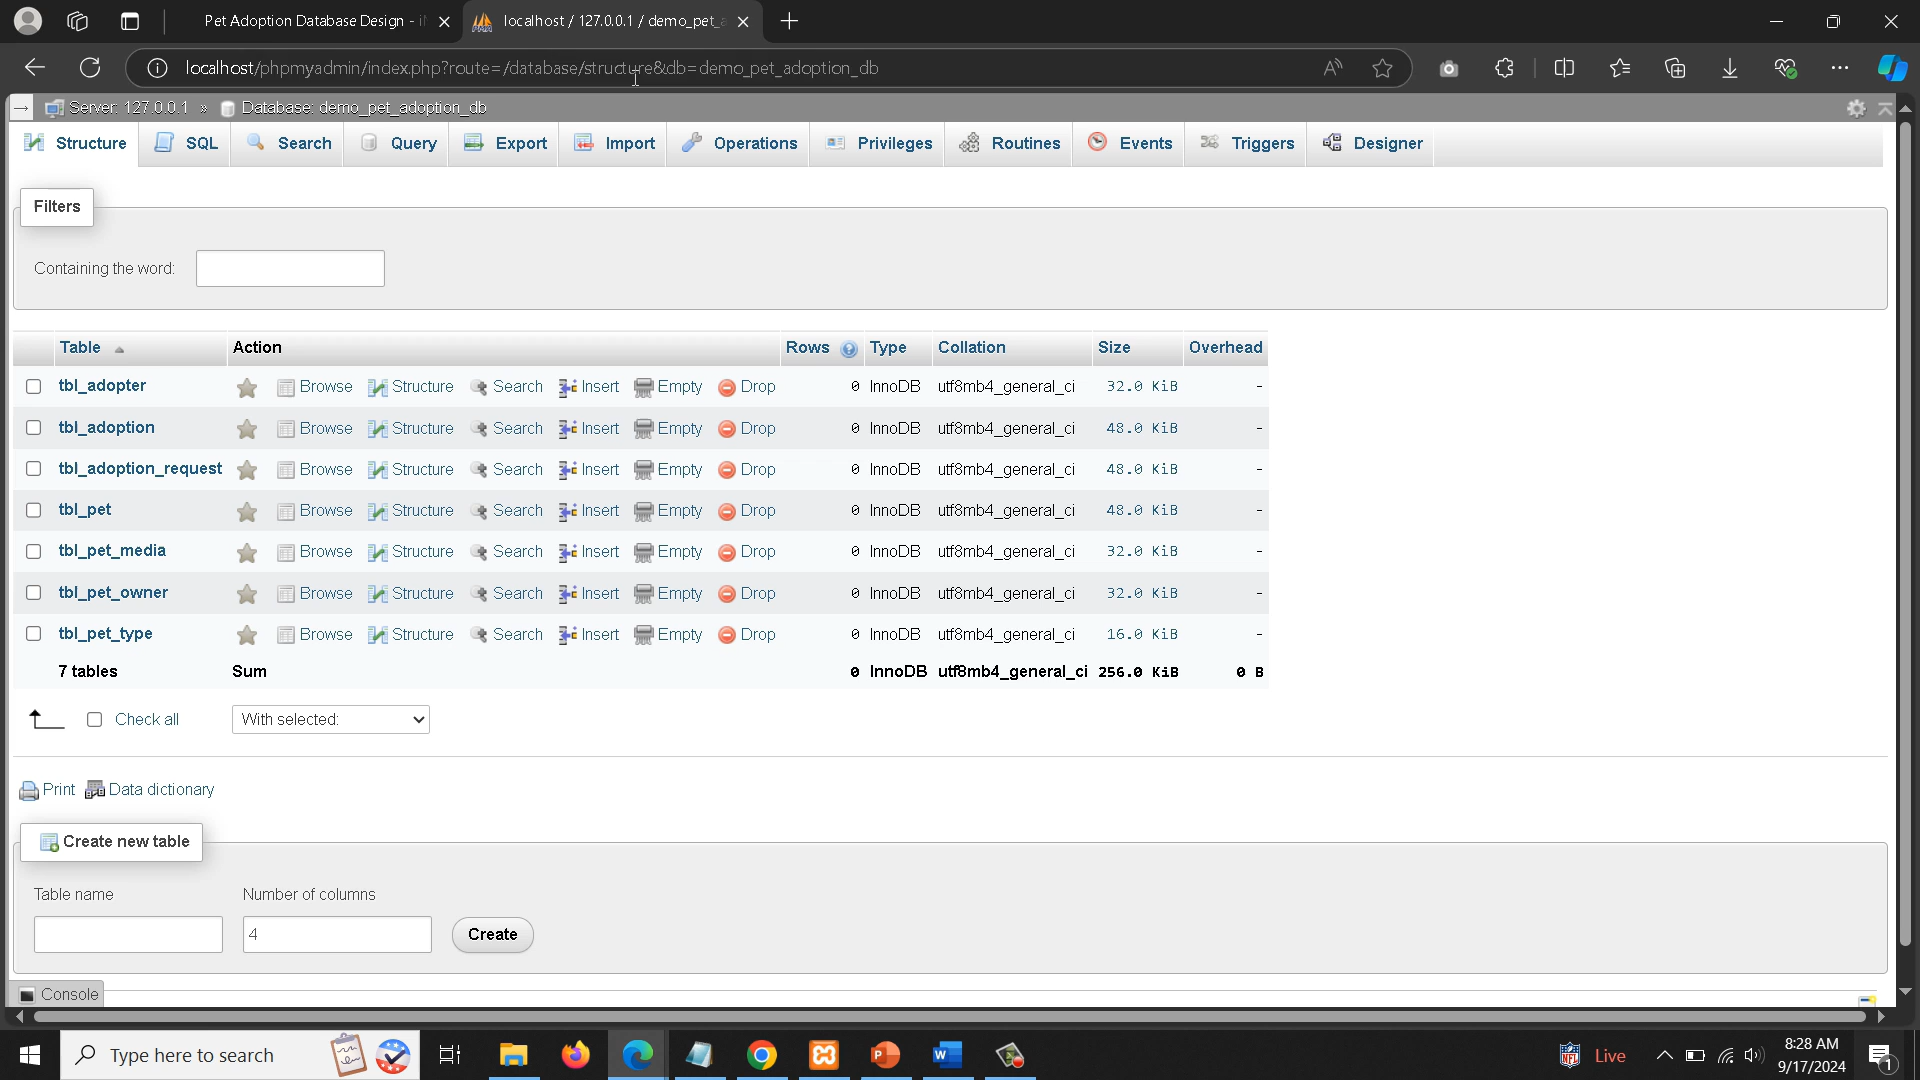 Pet Adoption Database Design - i
localhost / 127.0.0.1 / demo_pet_a
localhost/phpmyadmin/index.php?route=/database/structure&db=demo_pet_adoption_db
Server: 127.0.0.1 » Database: demo_pet_adoption_db
Structure SQL Search Query Export Import Operations Privileges Routines Events Triggers Designer
Filters
Containing the word:
Table Action Rows Type Collation Size Overhead
tbl_adopter Browse Structure Search Insert Empty Drop 0 InnoDB utf8mb4_general_ci 32.0 KiB -
tbl_adoption Browse Structure Search Insert Empty Drop 0 InnoDB utf8mb4_general_ci 48.0 KiB -
tbl_adoption_request Browse Structure Search Insert Empty Drop 0 InnoDB utf8mb4_general_ci 48.0 KiB -
tbl_pet Browse Structure Search Insert Empty Drop 0 InnoDB utf8mb4_general_ci 48.0 KiB -
tbl_pet_media Browse Structure Search Insert Empty Drop 0 InnoDB utf8mb4_general_ci 32.0 KiB -
tbl_pet_owner Browse Structure Search Insert Empty Drop 0 InnoDB utf8mb4_general_ci 32.0 KiB -
tbl_pet_type Browse Structure Search Insert Empty Drop 0 InnoDB utf8mb4_general_ci 16.0 KiB -
7 tables Sum 0 InnoDB utf8mb4_general_ci 256.0 KiB 0 B
Check all With selected:
Print Data dictionary
Create new table
Table name Number of columns
4 Create
Console
Type here to search
Live
8:28 AM
9/17/2024
1